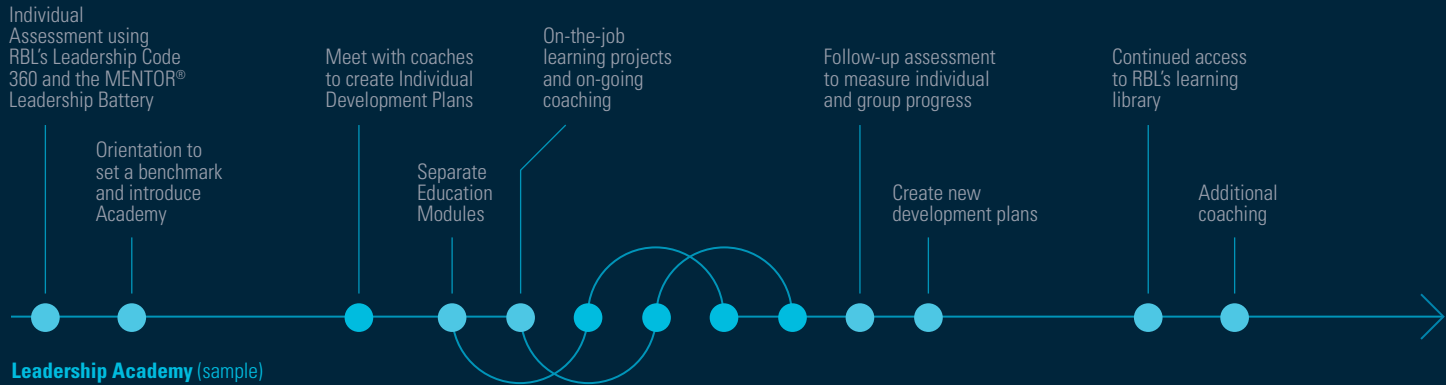 Individual
Assessment using
RBL's Leadership Code
360 and the MENTOR®
Leadership Battery
Orientation to
set a benchmark
and introduce
Academy
Meet with coaches
to create Individual
Development Plans
Separate
Education
Modules
On-the-job
learning projects
and on-going
coaching
Follow-up assessment
to measure individual
and group progress
Create new
development plans
Continued access
to RBL's learning
library
Additional
coaching
Leadership Academy (sample)